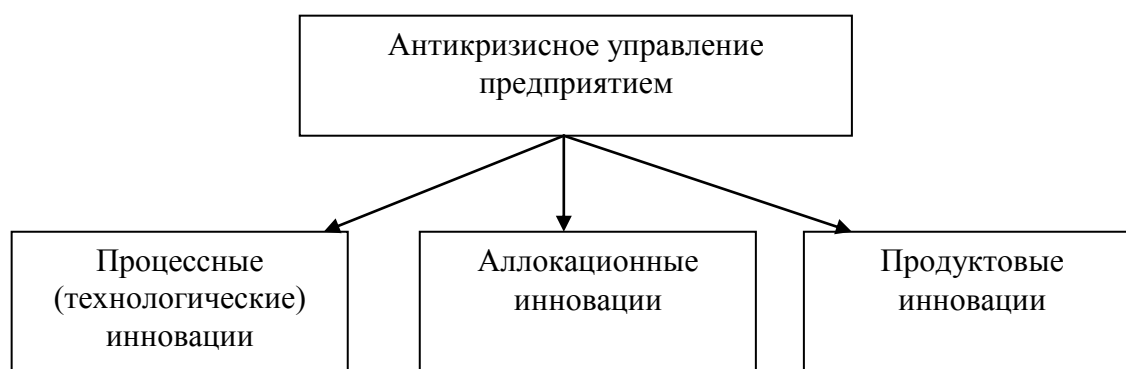 Антикризисное управление
предприятием
Процессные
(технологические)
инновации
Аллокационные
инновации
Продуктовые
инновации